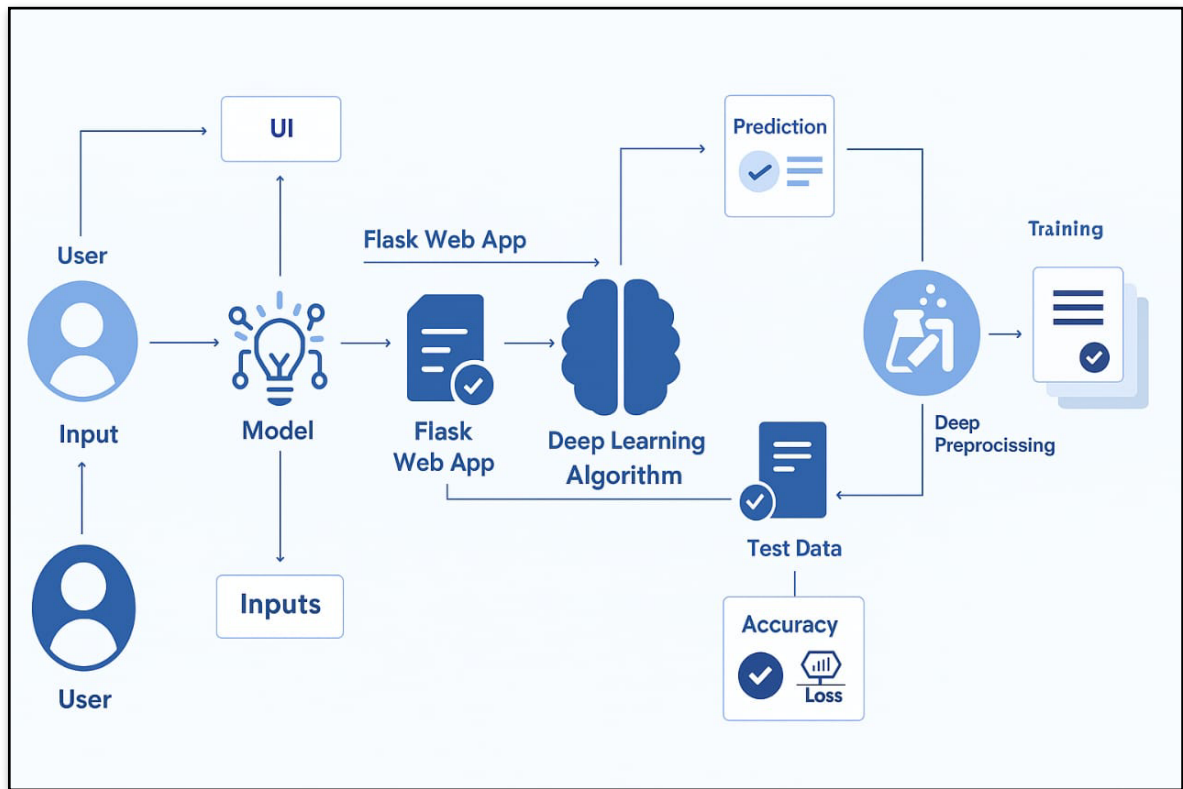 UI
Prediction
Training
Flask Web App
User
Input
Model
Flask
Web App
Deep Learning
Algorithm
Deep
Preprocissing
Test Data
Inputs
Accuracy
Loss
User